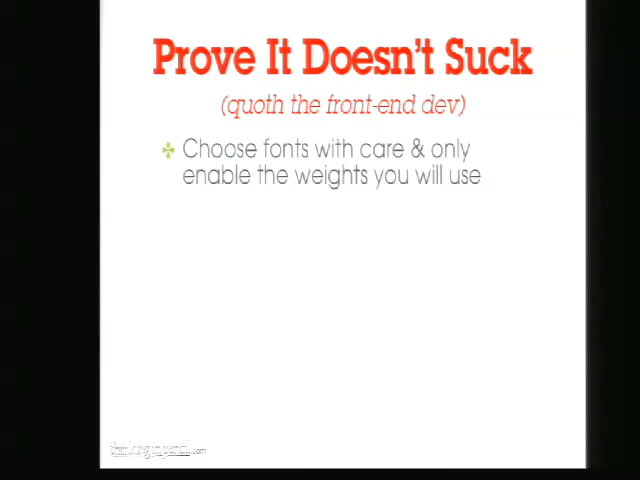 Prove It Doesn't Suck
(quoth the front-end dev)
Choose fonts with care & only
enable the weights you will use